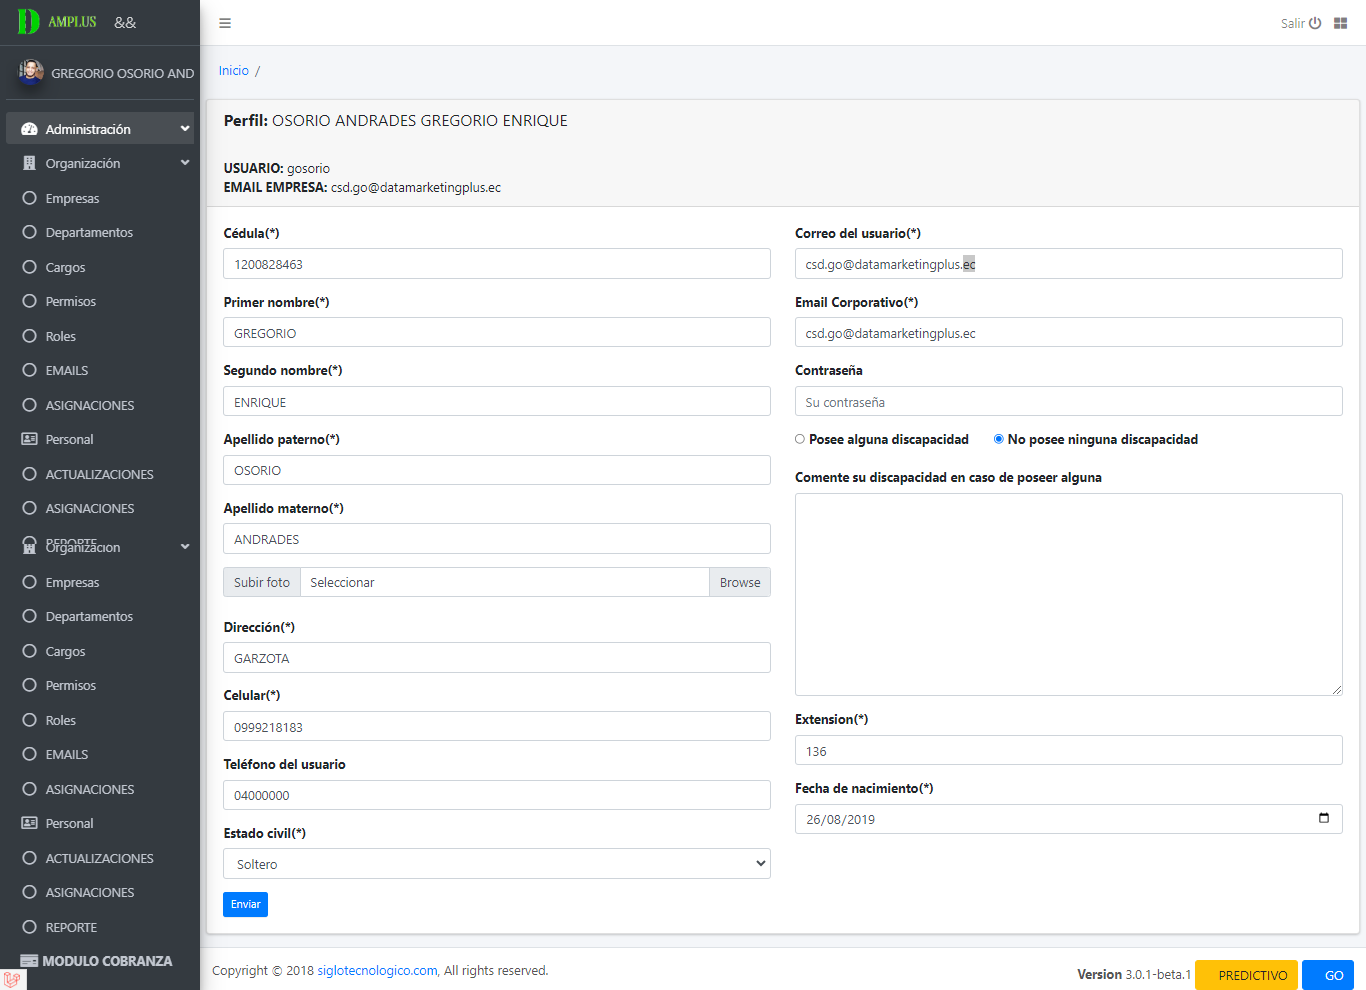 AMPLUS &&
GREGORIO OSORIO AND
Administración
Organización
Empresas
Departamentos
Cargos
Permisos
Roles
EMAILS
ASIGNACIONES
Personal
ACTUALIZACIONES
ASIGNACIONES
REPORTE
Organización
Empresas
Departamentos
Cargos
Permisos
Roles
EMAILS
ASIGNACIONES
Personal
ACTUALIZACIONES
ASIGNACIONES
REPORTE
MODULO COBRANZA
Salir
Inicio /
Perfil: OSORIO ANDRADES GREGORIO ENRIQUE
USUARIO: gosorio
EMAIL EMPRESA: csd.go@datamarketingplus.ec
Cédula(*)
1200828463
Primer nombre(*)
GREGORIO
Segundo nombre(*)
ENRIQUE
Apellido paterno(*)
OSORIO
Apellido materno(*)
ANDRADES
Subir foto Seleccionar Browse
Dirección(*)
GARZOTA
Celular(*)
0999218183
Teléfono del usuario
04000000
Estado civil(*)
Soltero
Enviar
Correo del usuario(*)
csd.go@datamarketingplus.ec
Email Corporativo(*)
csd.go@datamarketingplus.ec
Contraseña
Su contraseña
Posee alguna discapacidad No posee ninguna discapacidad
Comente su discapacidad en caso de poseer alguna
Extension(*)
136
Fecha de nacimiento(*)
26/08/2019
Copyright © 2018 siglotecnologico.com, All rights reserved.
Version 3.0.1-beta.1 PREDICTIVO GO